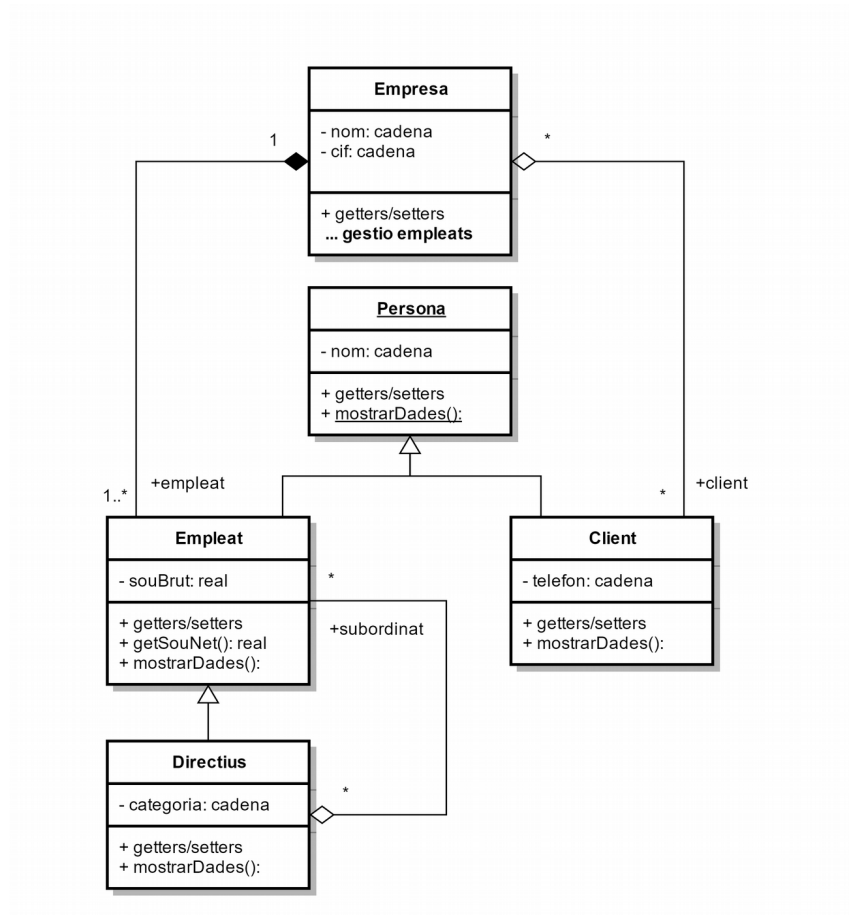 Empresa
- nom: cadena
- cif: cadena
+ getters/setters
... gestio empleats
1
*
Persona
- nom: cadena
+ getters/setters
+ mostrarDades():
+empleat
1..*
+client
*
Empleat
- souBrut: real
+ getters/setters
+ getSouNet(): real
+ mostrarDades():
*
+subordinat
Client
- telefon: cadena
+ getters/setters
+ mostrarDades():
Directius
- categoria: cadena
+ getters/setters
+ mostrarDades():
*